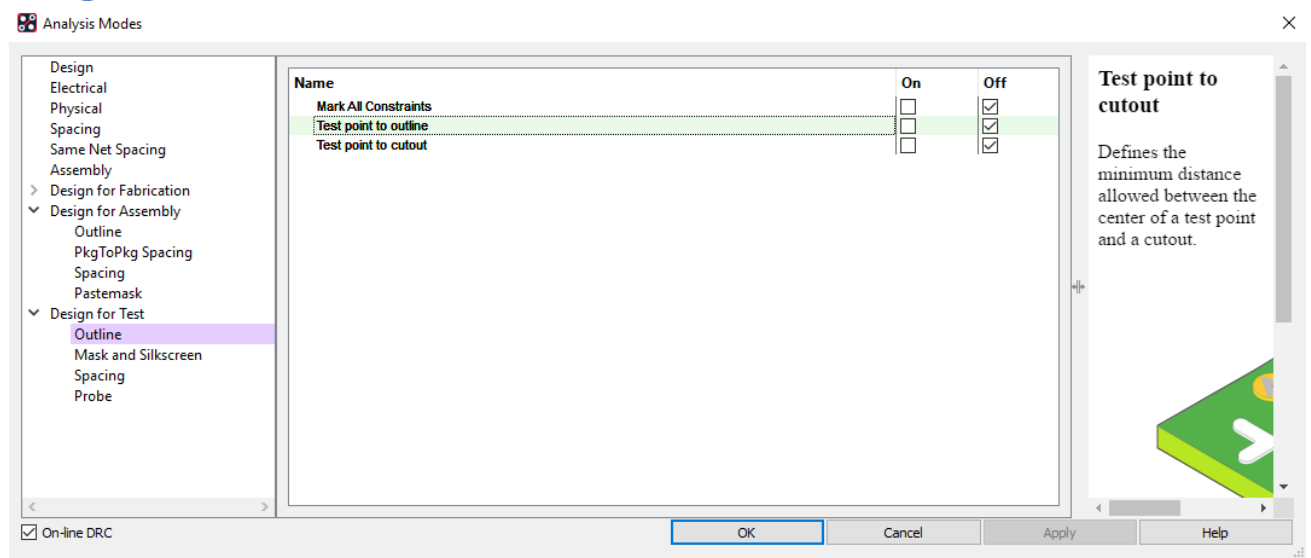 Analysis Modes
Design
Electrical
Physical
Spacing
Same Net Spacing
Assembly
Design for Fabrication
Design for Assembly
Outline
PkgToPkg Spacing
Spacing
Pastemask
Design for Test
Outline
Mask and Silkscreen
Spacing
Probe
Name On Off
Mark All Constraints
Test point to outline
Test point to cutout
Test point to
cutout
Defines the
minimum distance
allowed between the
center of a test point
and a cutout.
On-line DRC
OK Cancel Apply Help